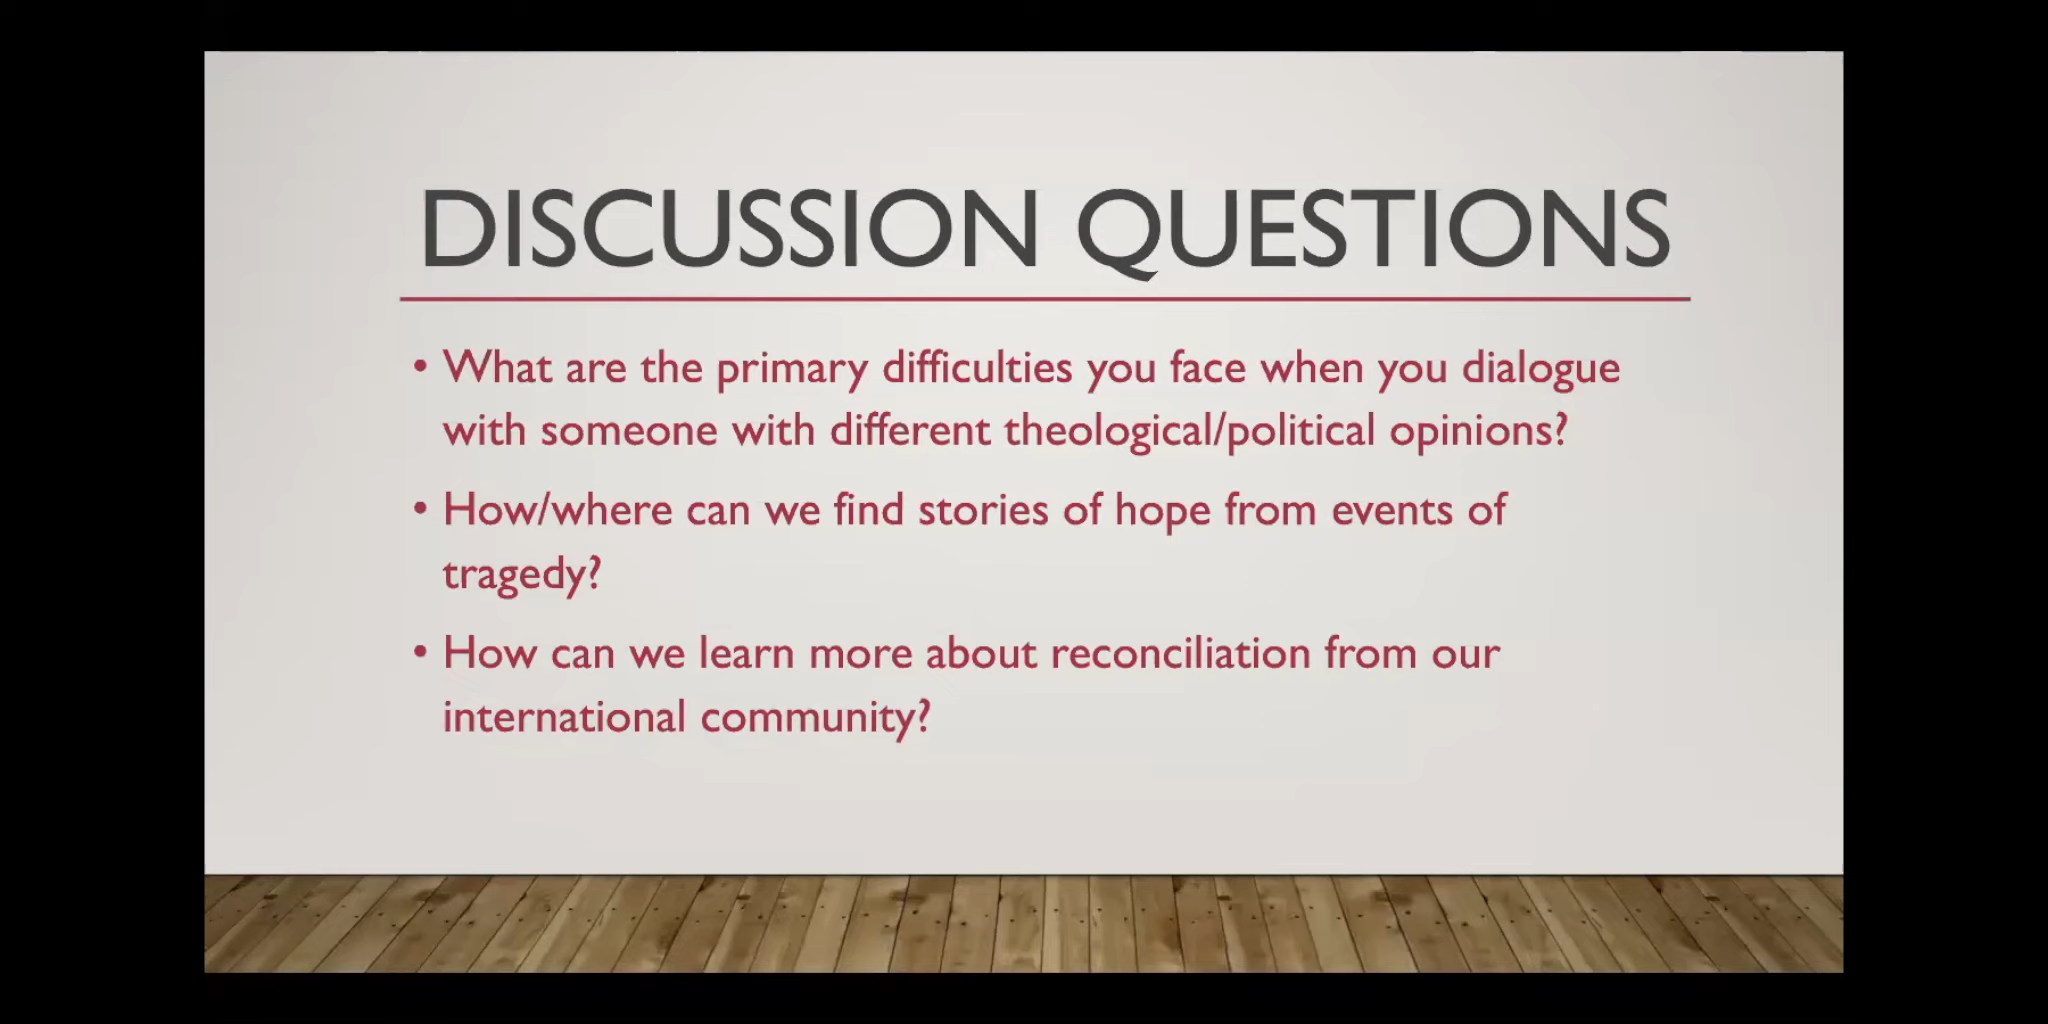 DISCUSSION QUESTIONS
• What are the primary difficulties you face when you dialogue
with someone with different theological/political opinions?
• How/where can we find stories of hope from events of
tragedy?
• How can we learn more about reconciliation from our
international community?